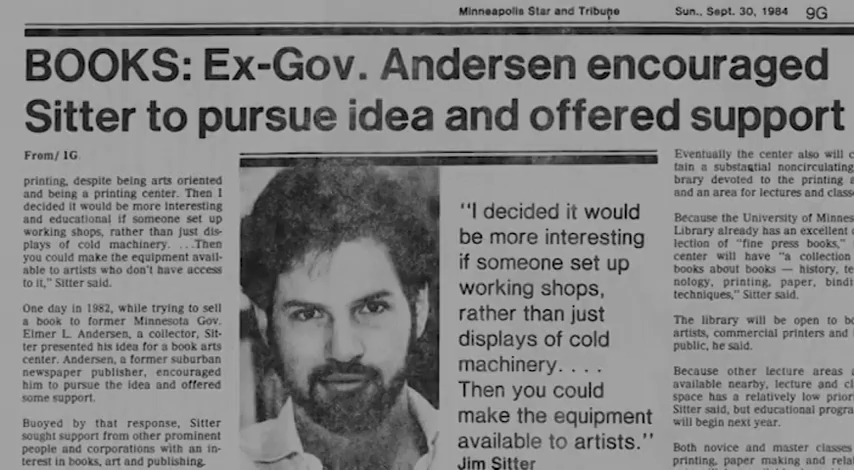 Minneapolis Star and Tribune Sun., Sept. 30, 1984 9G
BOOKS: Ex-Gov. Andersen encouraged
Sitter to pursue idea and offered support
From/ 1G
printing, despite being arts oriented
and being a printing center. Then I
decided it would be more interesting
and educational if someone set up
working shops, rather than just dis-
plays of cold machinery. . . .Then
you could make the equipment avail-
able to artists who don't have access
to it," Sitter said.
One day in 1982, while trying to sell
a book to former Minnesota Gov.
Elmer L. Andersen, a collector, Sit-
ter presented his idea for a book arts
center. Andersen, a former suburban
newspaper publisher, encouraged
him to pursue the idea and offered
some support.
Buoyed by that response, Sitter
sought support from other prominent
people and corporations with an in-
terest in books, art and publishing.
"I decided it would
be more interesting
if someone set up
working shops,
rather than just
displays of cold
machinery. . . .
Then you could
make the equipment
available to artists."
Jim Sitter
Eventually the center also will
tain a substantial noncirculating
brary devoted to the printing
and an area for lectures and
Because the University of
Library already has an excellent
lection of "fine press books,"
center will have "a collection
books about books — history,
nology, printing, paper,
techniques," Sitter said.
The library will be open to
artists, commercial printers and
public, he said.
Because other lecture areas
available nearby, lecture and
space has a relatively low
Sitter said, but educational
will begin next year.
Both novice and master classes
printing, paper making and